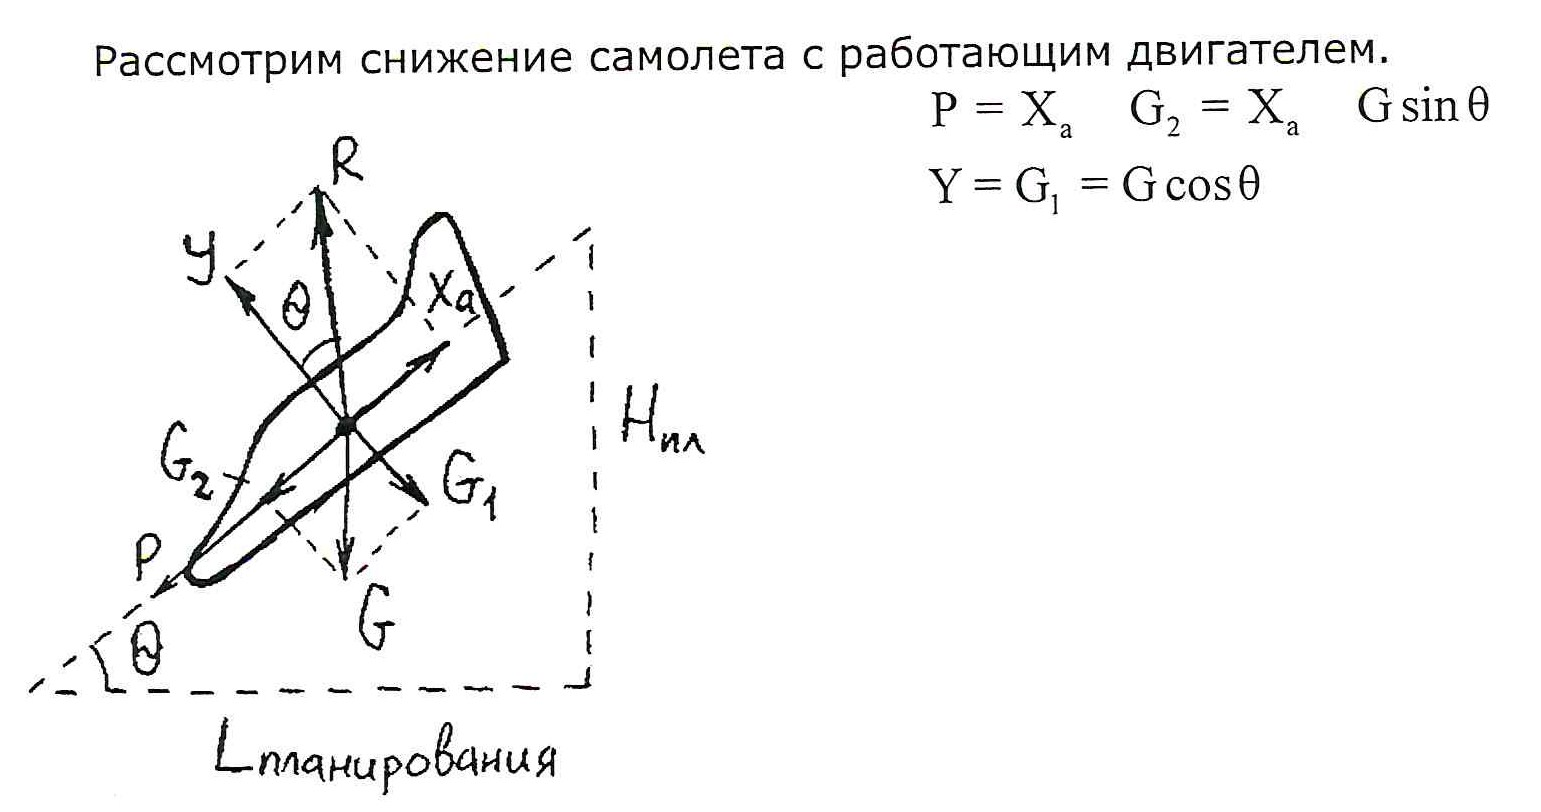 Рассмотрим снижение самолета с работающим двигателем.
P = Xa G2 = Xa G sin θ
Y = G1 = G cos θ
R
y
θ
Xa
G2
G1
Hпл
P
G
θ
Lпланирования